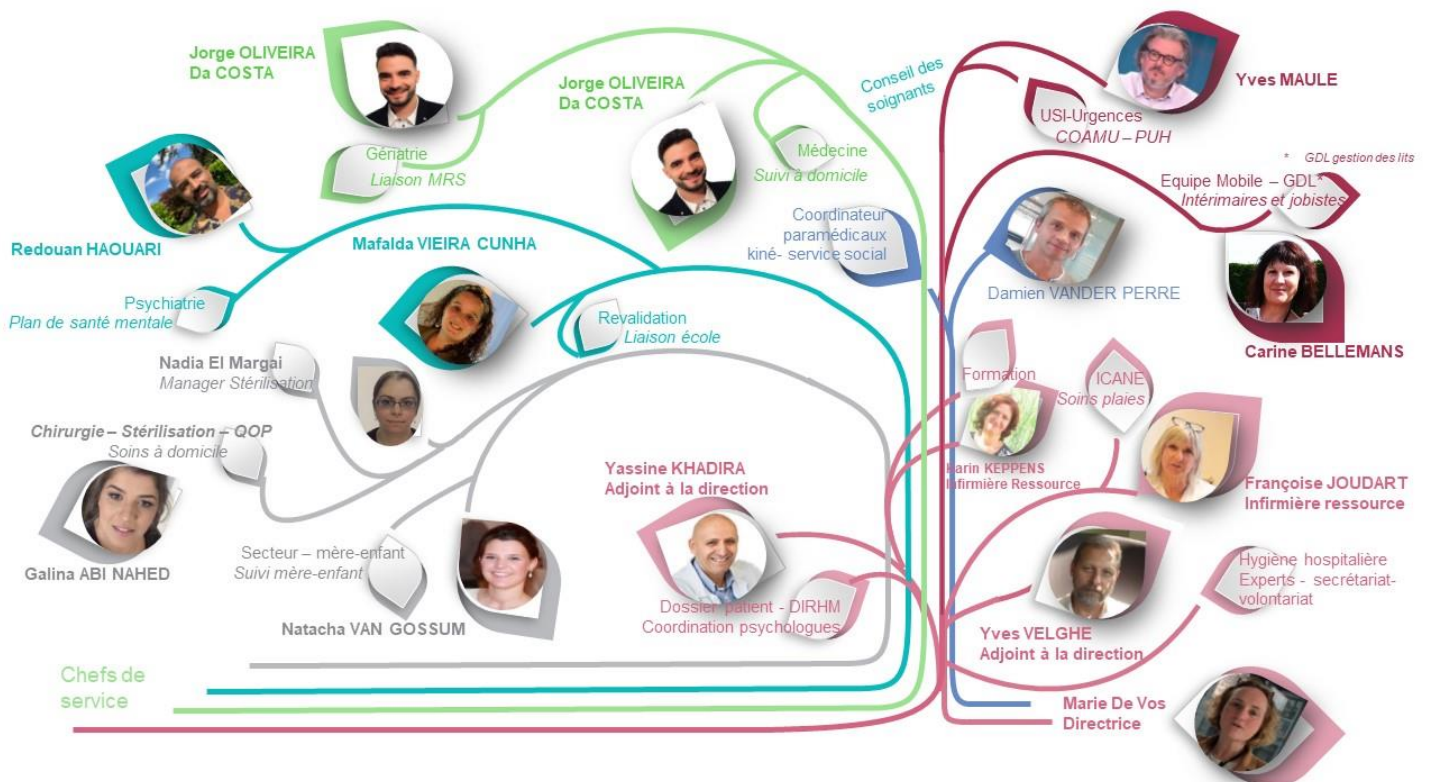 Jorge OLIVEIRA
Da COSTA
Gériatrie
Liaison MRS
Jorge OLIVEIRA
Da COSTA
Médecine
Suivi à domicile
Conseil des
soignants
Yves MAULE
USI-Urgences
COAMU – PUH
* GDL gestion des lits
Equipe Mobile – GDL*
Intérimaires et jobistes
Carine BELLEMANS
Redouan HAOUARI
Psychiatrie
Plan de santé mentale
Mafalda VIEIRA CUNHA
Revalidation
Liaison école
Coordinateur
paramédicaux
kiné- service social
Damien VANDER PERRE
Nadia El Margai
Manager Stérilisation
Chirurgie – Stérilisation – QOP
Soins à domicile
Galina ABI NAHED
Secteur – mère-enfant
Suivi mère-enfant
Natacha VAN GOSSUM
Formation
Karin KEPPENS
Infirmière Ressource
ICANE
Soins plaies
Françoise JOUDART
Infirmière ressource
Yassine KHADIRA
Adjoint à la direction
Dossier patient - DIRHM
Coordination psychologues
Hygiène hospitalière
Experts - secrétariat-
volontariat
Yves VELGHE
Adjoint à la direction
Chefs de
service
Marie De Vos
Directrice